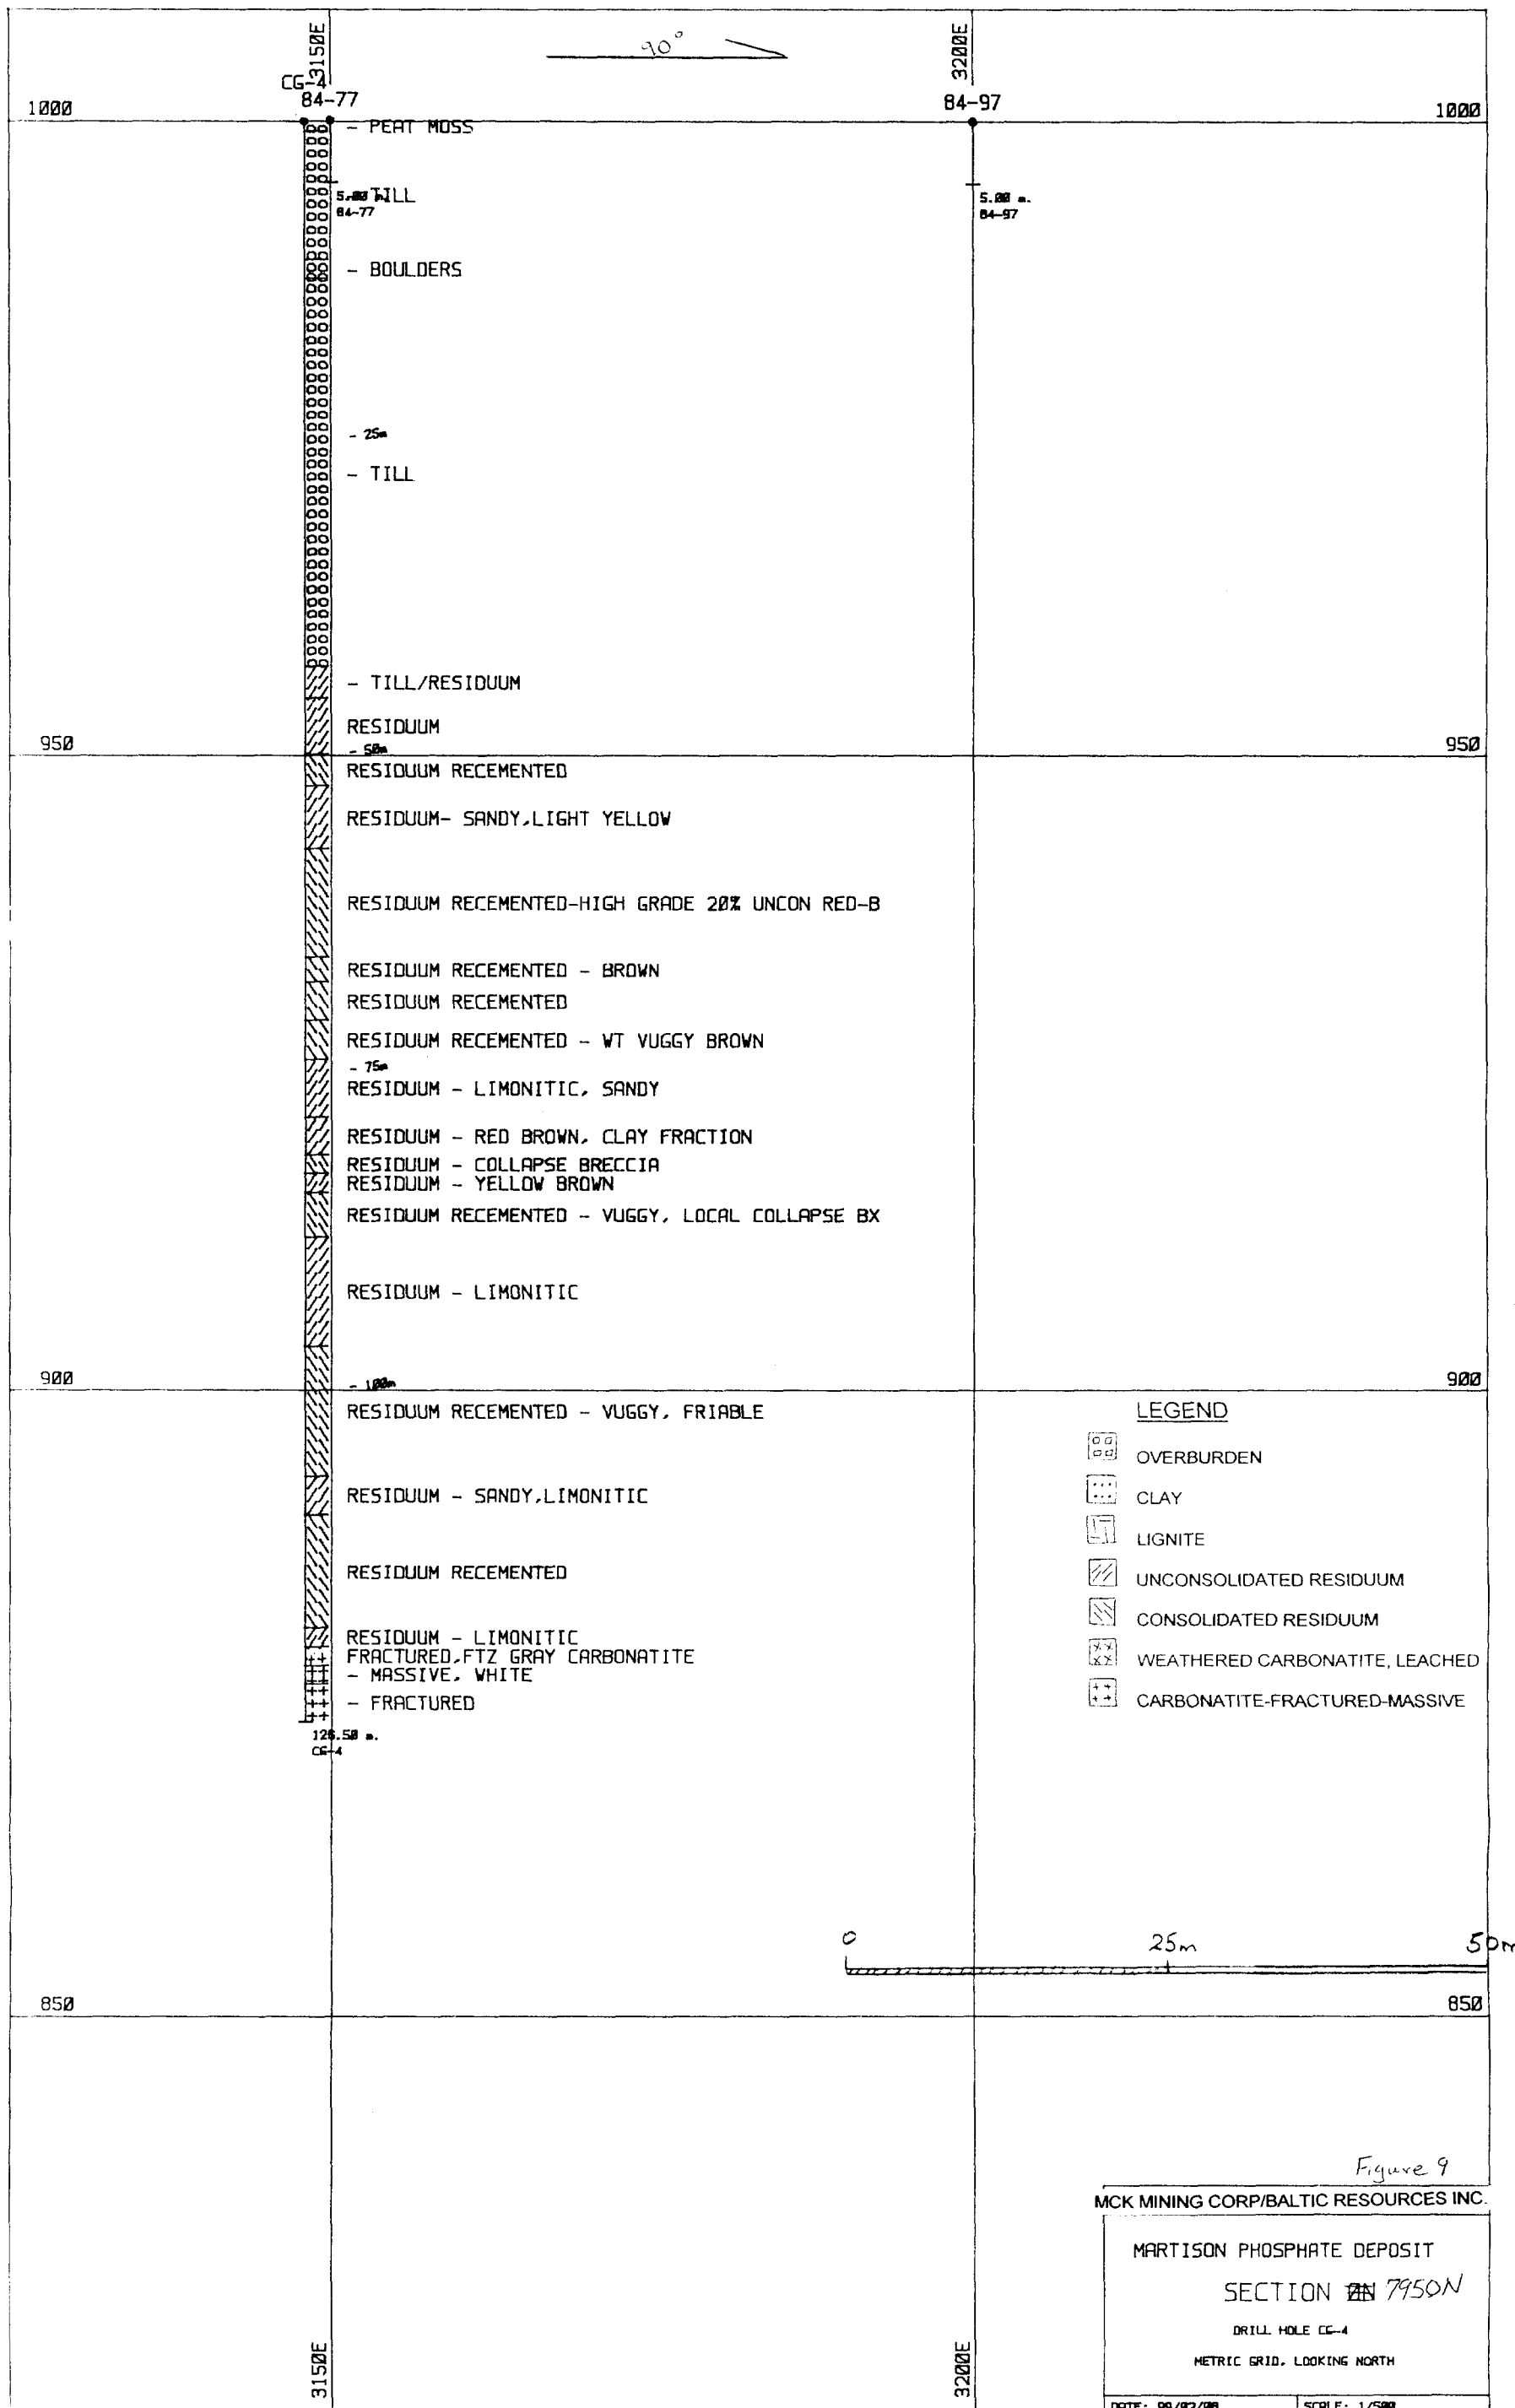 3150E
90°
3200E
CG-4
84-77
84-97
1000
1000
- PEAT MOSS
TILL
84-77
5.00 m.
84-97
- BOULDERS
- 25m
- TILL
- TILL/RESIDUUM
RESIDUUM
950
- 50m
950
RESIDUUM RECEMENTED
RESIDUUM- SANDY,LIGHT YELLOW
RESIDUUM RECEMENTED-HIGH GRADE 20% UNCON RED-B
RESIDUUM RECEMENTED - BROWN
RESIDUUM RECEMENTED
RESIDUUM RECEMENTED - WT VUGGY BROWN
- 75m
RESIDUUM - LIMONITIC, SANDY
RESIDUUM - RED BROWN, CLAY FRACTION
RESIDUUM - COLLAPSE BRECCIA
RESIDUUM - YELLOW BROWN
RESIDUUM RECEMENTED - VUGGY, LOCAL COLLAPSE BX
RESIDUUM - LIMONITIC
900
- 100m
900
RESIDUUM RECEMENTED - VUGGY, FRIABLE
RESIDUUM - SANDY,LIMONITIC
RESIDUUM RECEMENTED
RESIDUUM - LIMONITIC
FRACTURED,FTZ GRAY CARBONATITE
- MASSIVE, WHITE
- FRACTURED
126.50 m.
CG-4
LEGEND
OVERBURDEN
CLAY
LIGNITE
UNCONSOLIDATED RESIDUUM
CONSOLIDATED RESIDUUM
WEATHERED CARBONATITE, LEACHED
CARBONATITE-FRACTURED-MASSIVE
0
25m
50m
850
850
Figure 9
MCK MINING CORP/BALTIC RESOURCES INC.
MARTISON PHOSPHATE DEPOSIT
SECTION 7950N
DRILL HOLE CG-4
METRIC GRID, LOOKING NORTH
3150E
3200E
DATE:
SCALE: 1/500